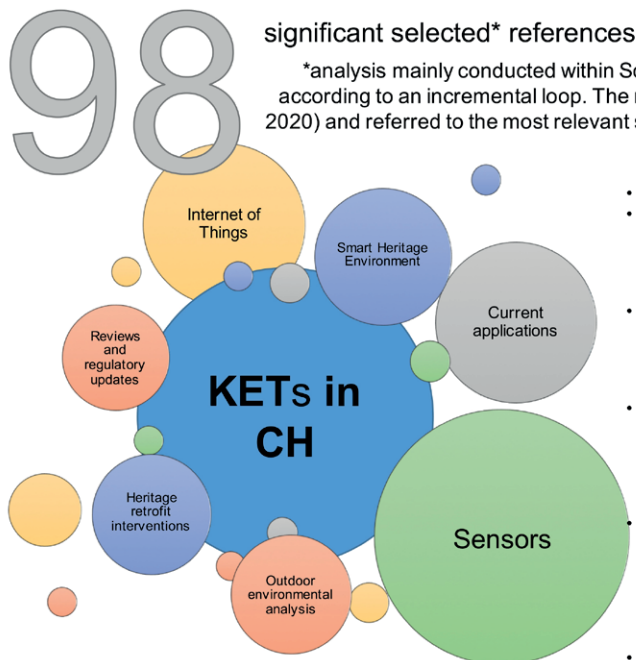 98
significant selected* references
*analysis mainly conducted within
according to an incremental loop. The
2020) and referred to the most relevant
Internet of
Things
Smart Heritage
Environment
Current
applications
Reviews
and
regulatory
updates
KETs in
CH
Heritage
retrofit
interventions
Sensors
Outdoor
environmental
analysis